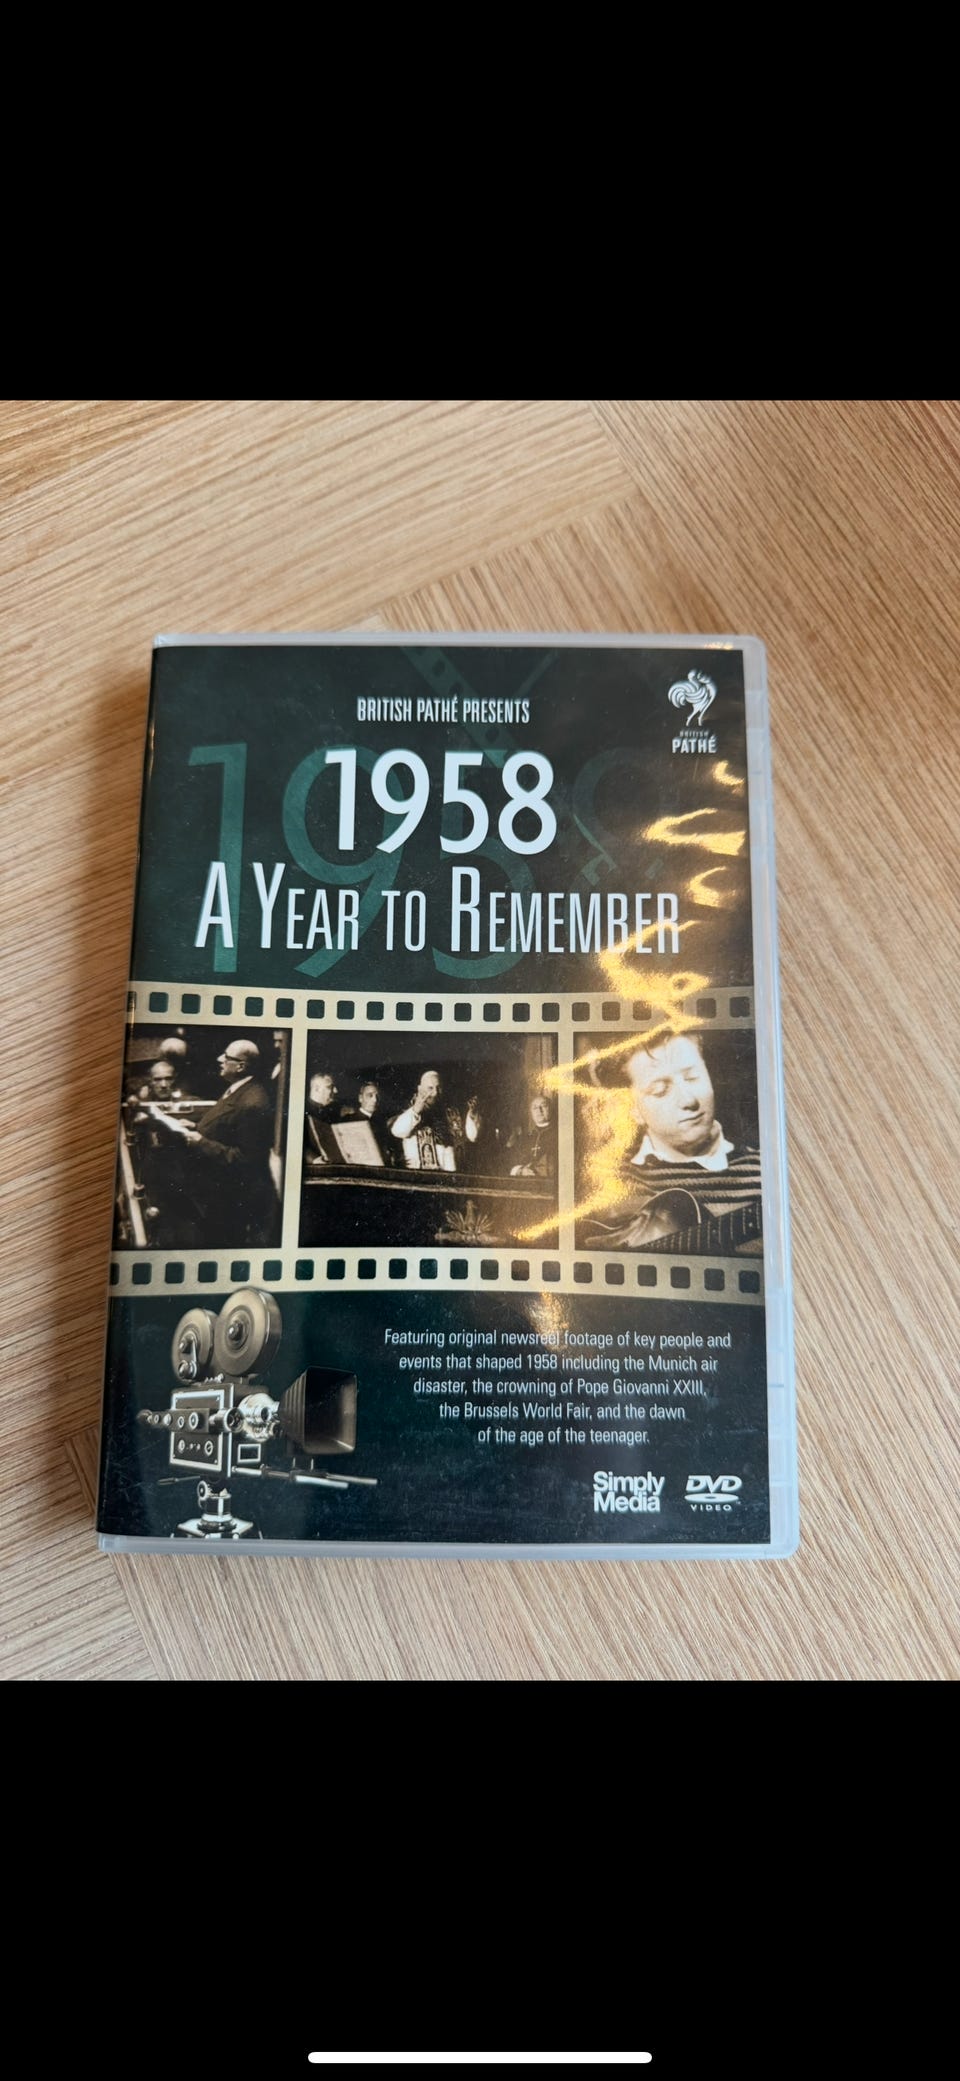 BRITISH PATHÉ PRESENTS
BRITISH
PATHÉ
1958
1958
A YEAR TO REMEMBER
Featuring original newsreel footage of key people and
events that shaped 1958 including the Munich air
disaster, the crowning of Pope Giovanni XXIII,
the Brussels World Fair, and the dawn
of the age of the teenager.
Simply
Media
DVD
VIDEO